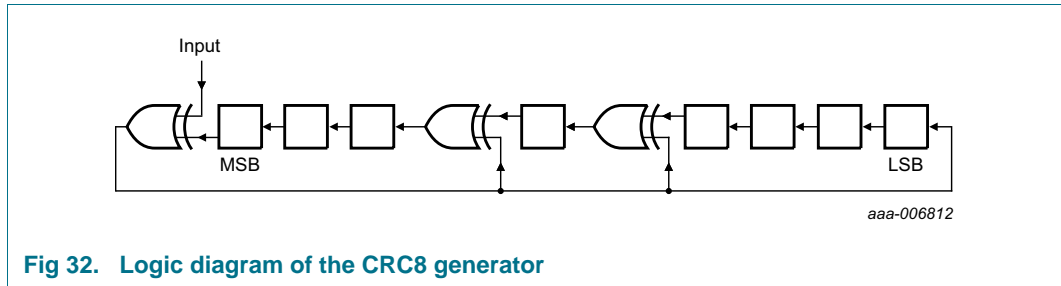 Input
MSB
LSB
aaa-006812
Fig 32. Logic diagram of the CRC8 generator